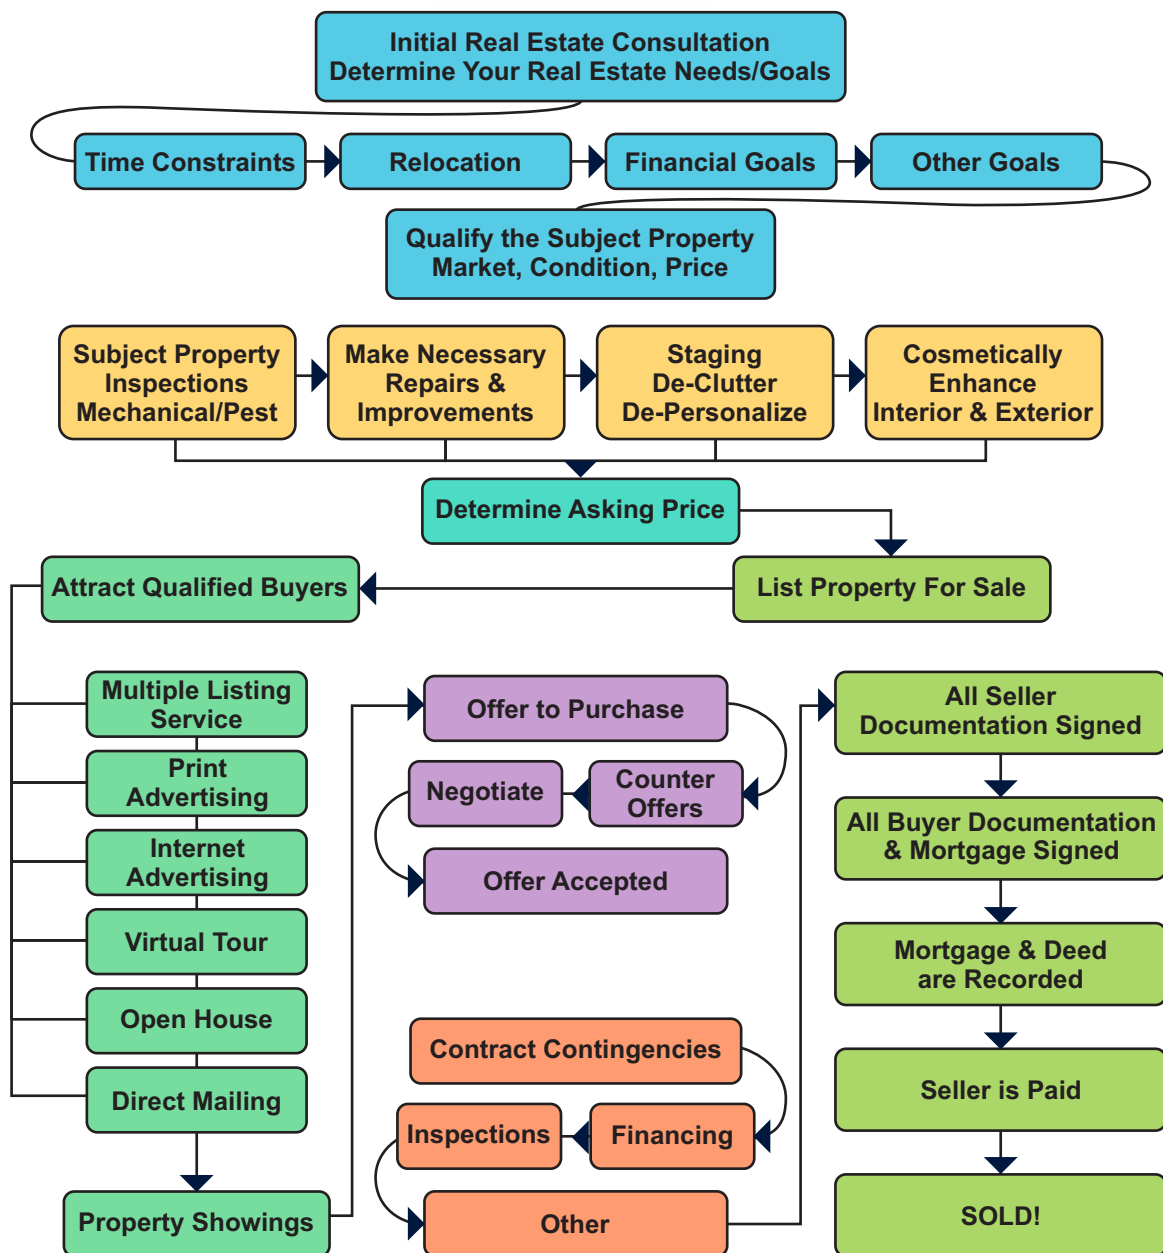 Initial Real Estate Consultation
Determine Your Real Estate Needs/Goals
Time Constraints
Relocation
Financial Goals
Other Goals
Qualify the Subject Property
Market, Condition, Price
Subject Property
Inspections
Mechanical/Pest
Make Necessary
Repairs &
Improvements
Staging
De-Clutter
De-Personalize
Cosmetically
Enhance
Interior & Exterior
Determine Asking Price
List Property For Sale
Attract Qualified Buyers
Multiple Listing
Service
Print
Advertising
Internet
Advertising
Virtual Tour
Open House
Direct Mailing
Property Showings
Offer to Purchase
Counter
Offers
Negotiate
Offer Accepted
Contract Contingencies
Financing
Inspections
Other
All Seller
Documentation Signed
All Buyer Documentation
& Mortgage Signed
Mortgage & Deed
are Recorded
Seller is Paid
SOLD!